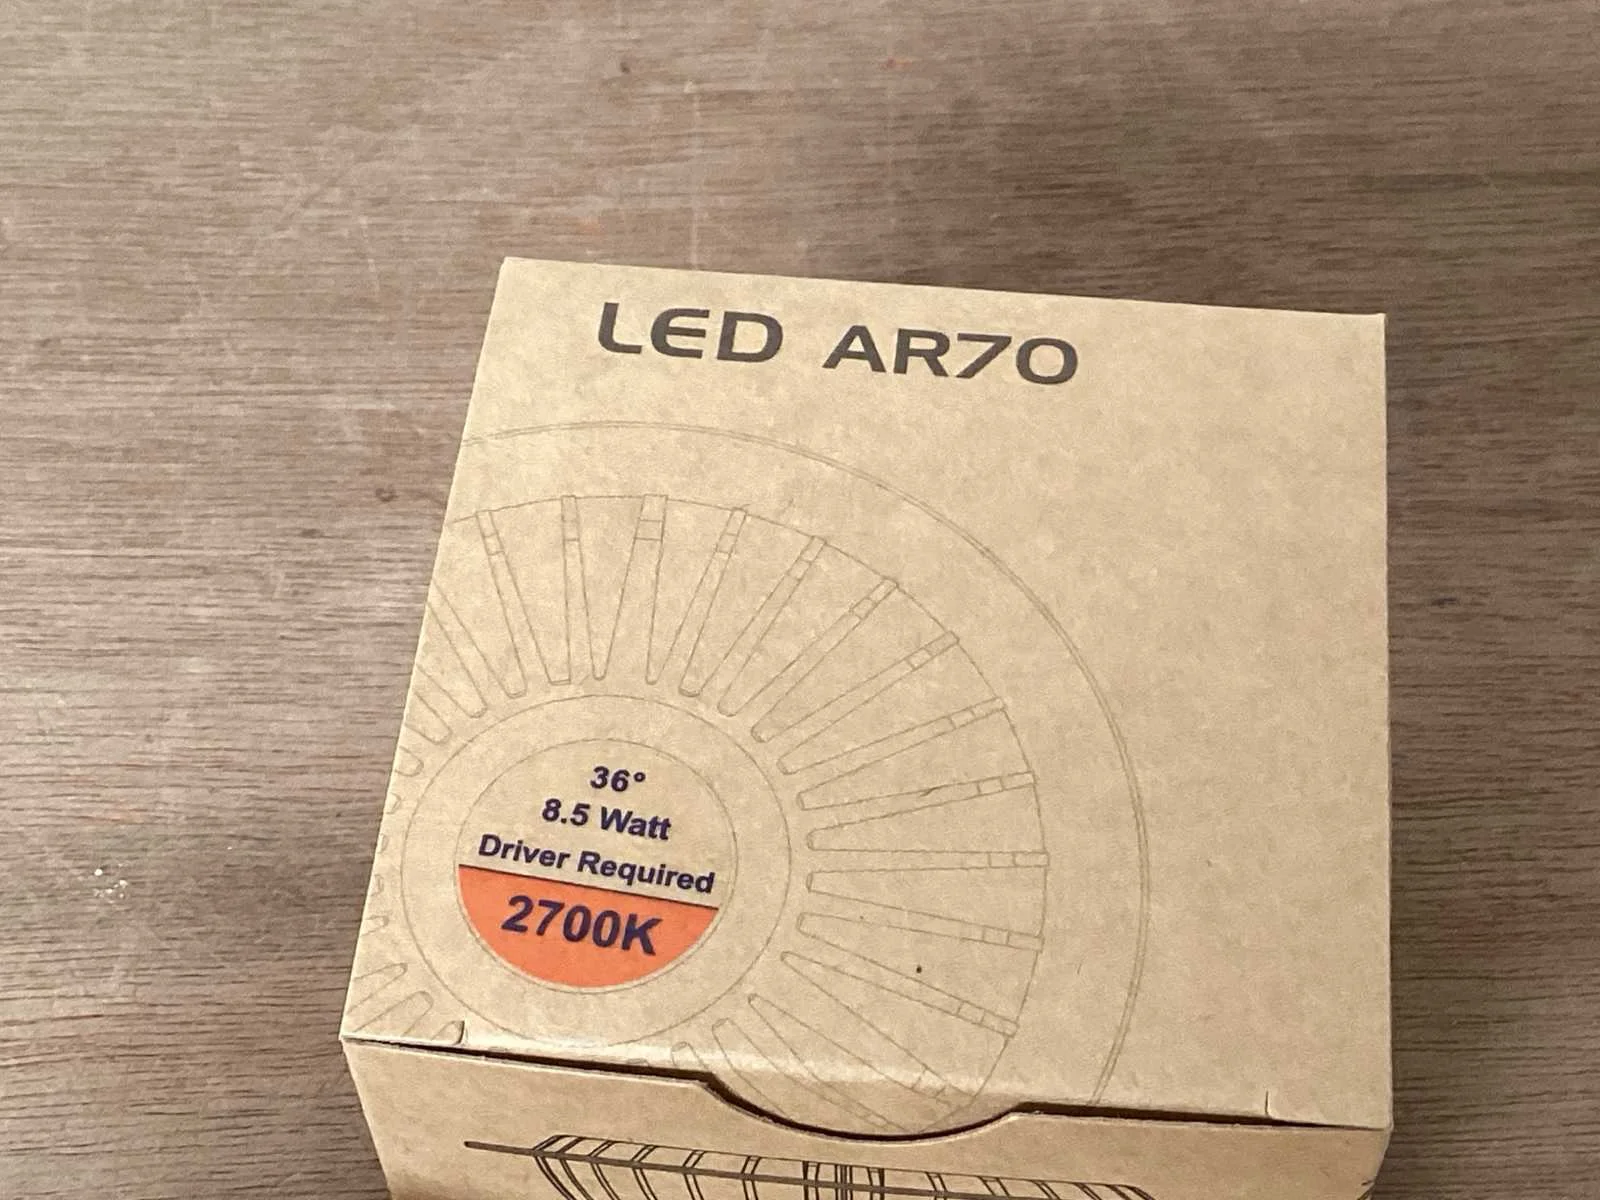 LED AR70
36°
8.5 Watt
Driver Required
2700K